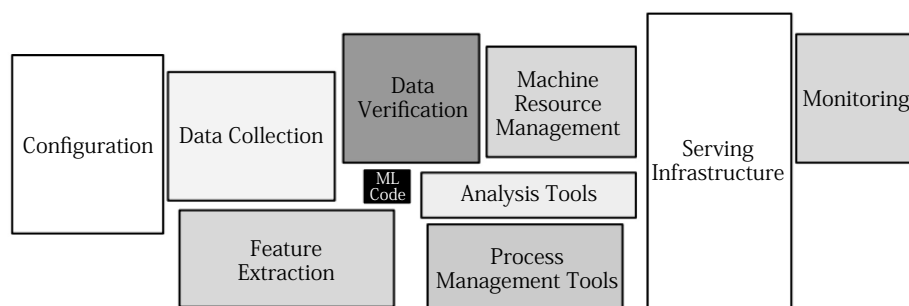 Configuration
Data Collection
Feature
Extraction
Data
Verification
ML
Code
Machine
Resource
Management
Analysis Tools
Process
Management Tools
Serving
Infrastructure
Monitoring